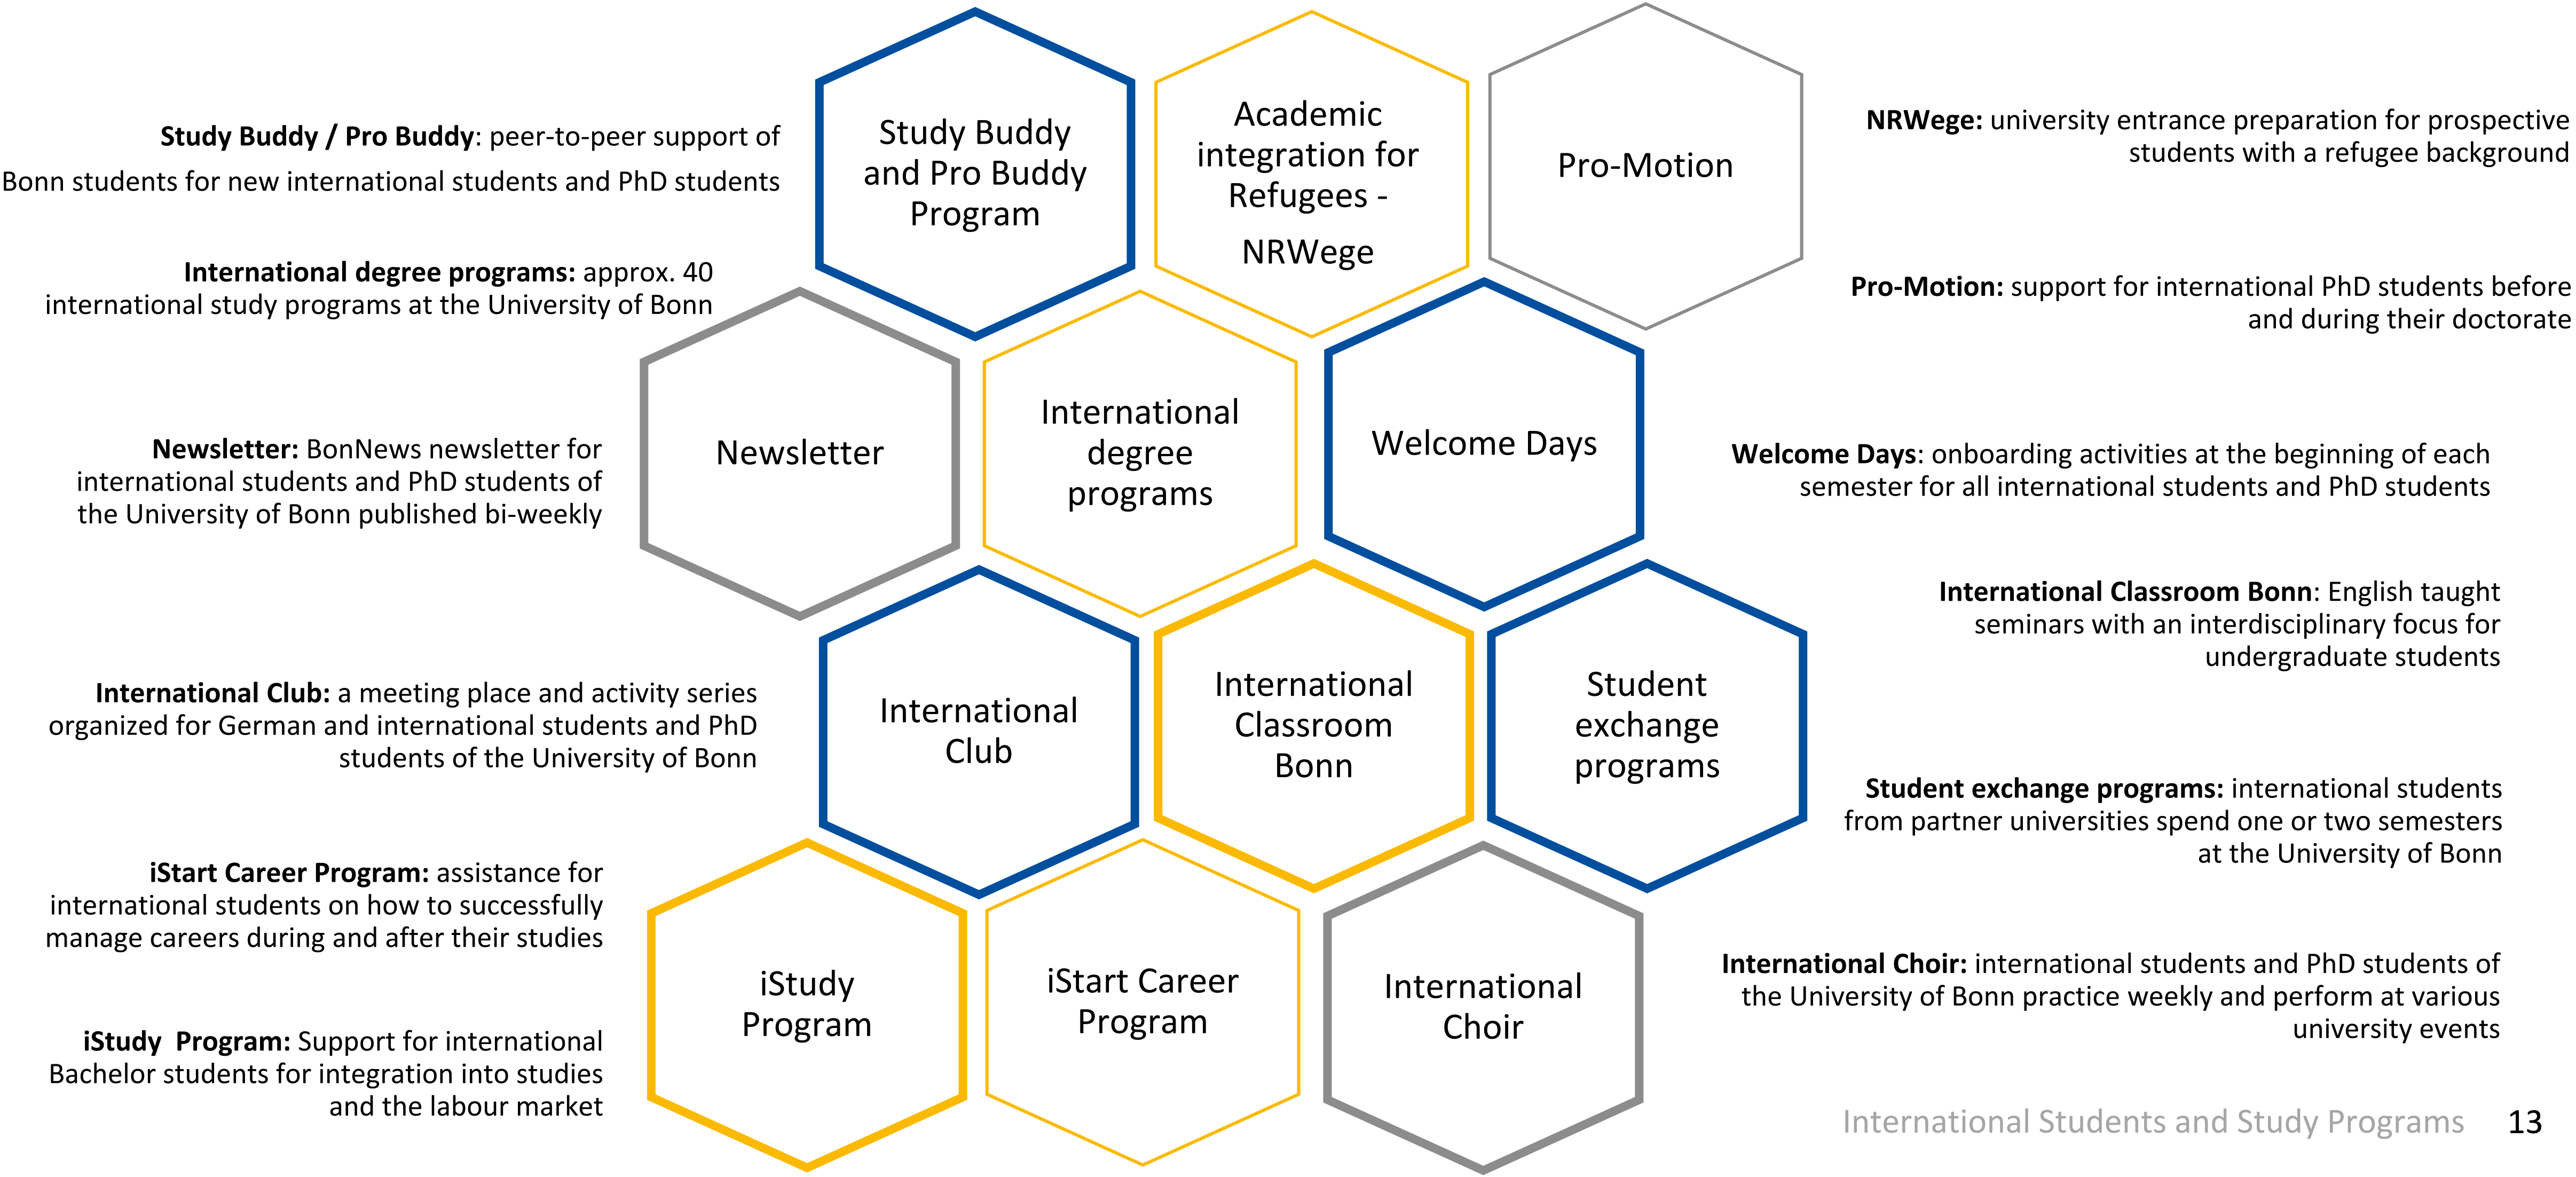 Study Buddy / Pro Buddy: peer-to-peer support of
Bonn students for new international students and PhD students
International degree programs: approx. 40
international study programs at the University of Bonn
Newsletter: BonNews newsletter for
international students and PhD students of
the University of Bonn published bi-weekly
International Club: a meeting place and activity series
organized for German and international students and PhD
students of the University of Bonn
iStart Career Program: assistance for
international students on how to successfully
manage careers during and after their studies
iStudy  Program: Support for international
Bachelor students for integration into studies
and the labour market
Study Buddy
and Pro Buddy
Program
Academic
integration for
Refugees -
NRWege
Pro-Motion
Newsletter
International
degree
programs
Welcome Days
International
Club
International
Classroom
Bonn
Student
exchange
programs
iStudy
Program
iStart Career
Program
International
Choir
NRWege: university entrance preparation for prospective
students with a refugee background
Pro-Motion: support for international PhD students before
and during their doctorate
Welcome Days: onboarding activities at the beginning of each
semester for all international students and PhD students
International Classroom Bonn: English taught
seminars with an interdisciplinary focus for
undergraduate students
Student exchange programs: international students
from partner universities spend one or two semesters
at the University of Bonn
International Choir: international students and PhD students of
the University of Bonn practice weekly and perform at various
university events
International Students and Study Programs 13